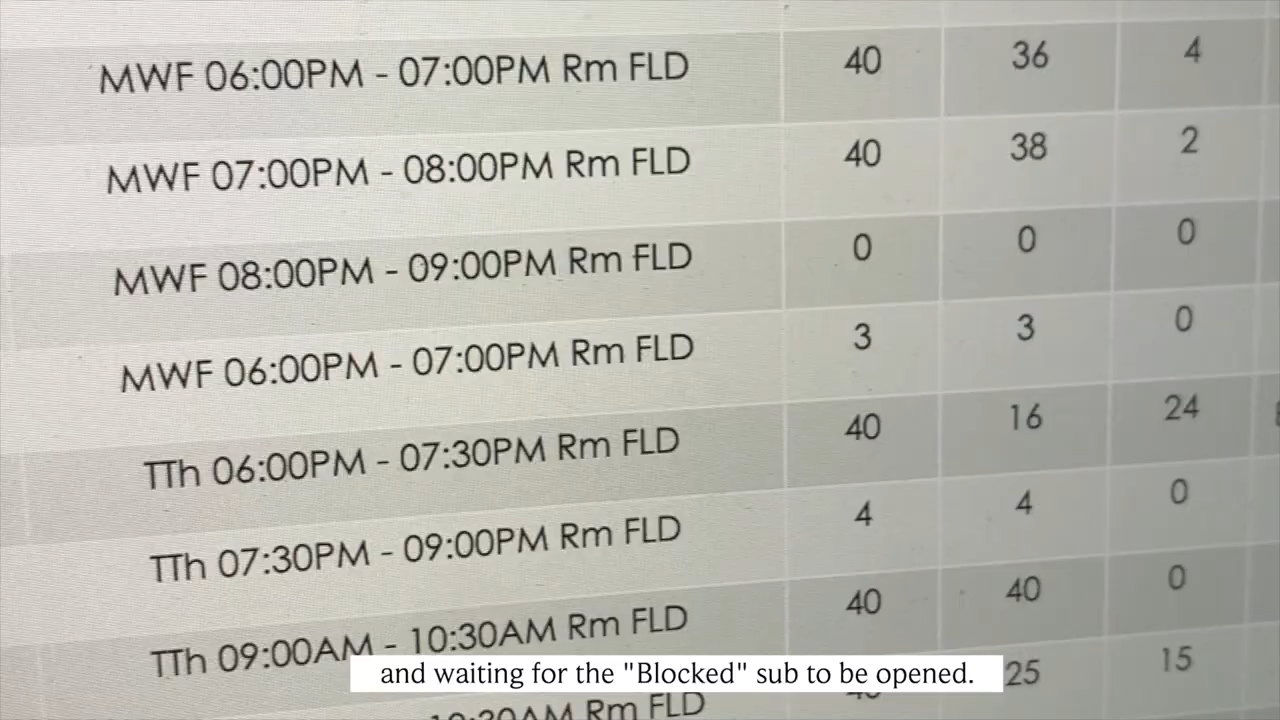 MWF 06:00PM - 07:00PM Rm FLD 40 36 4
MWF 07:00PM - 08:00PM Rm FLD 40 38 2
MWF 08:00PM - 09:00PM Rm FLD 0 0 0
MWF 06:00PM - 07:00PM Rm FLD 3 3 0
TTh 06:00PM - 07:30PM Rm FLD 40 16 24
TTh 07:30PM - 09:00PM Rm FLD 4 4 0
TTh 09:00AM - 10:30AM Rm FLD 40 40 0
10:30AM Rm FLD 25 15
and waiting for the "Blocked" sub to be opened.